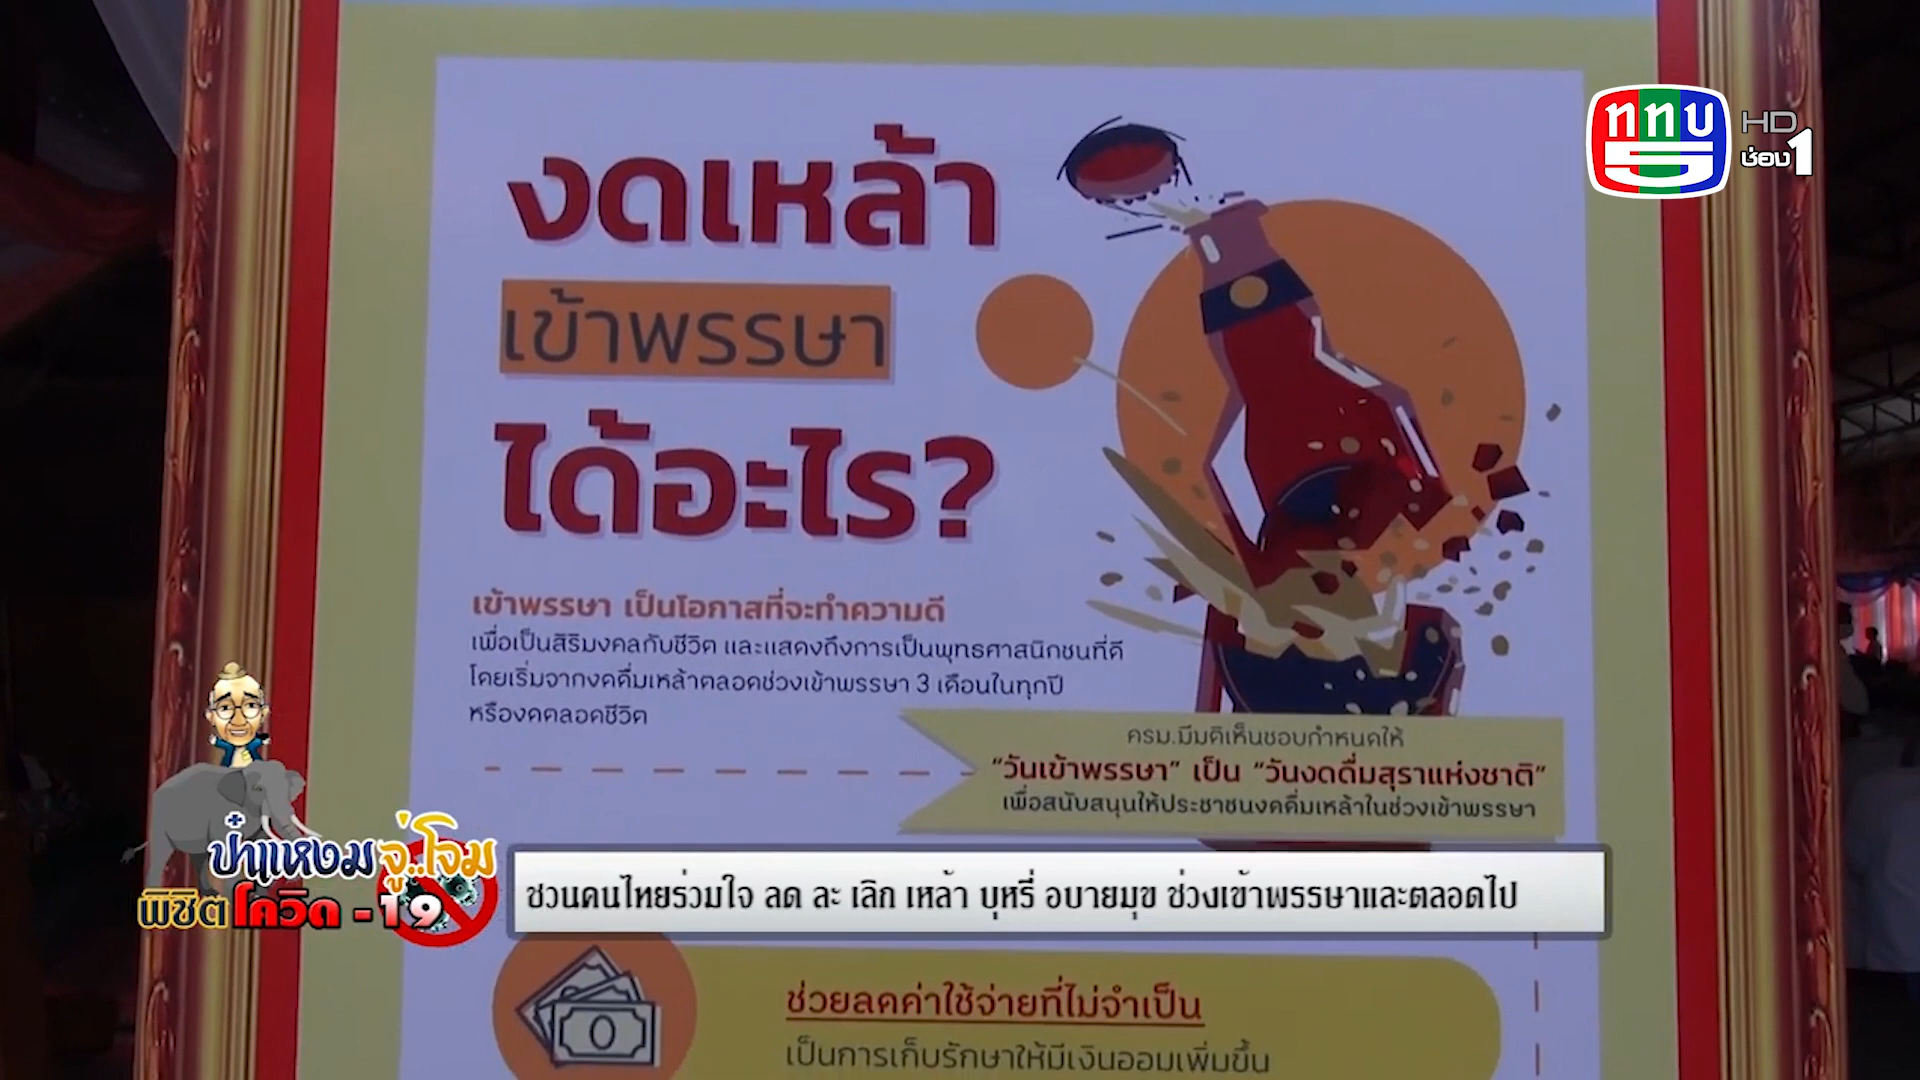 ททบ 5
HD
ช่อง 1
งดเหล้า
เข้าพรรษา
ได้อะไร?
เข้าพรรษา เป็นโอกาสที่จะทำความดี
เพื่อเป็นสิริมงคลกับชีวิต และแสดงถึงการเป็นพุทธศาสนิกชนที่ดี
โดยเริ่มจากงดดื่มเหล้าตลอดช่วงเข้าพรรษา 3 เดือนในทุกปี
หรืองดตลอดชีวิต
ครม.มีมติเห็นชอบกำหนดให้
“วันเข้าพรรษา” เป็น “วันงดดื่มสุราแห่งชาติ”
เพื่อสนับสนุนให้ประชาชนงดดื่มเหล้าในช่วงเข้าพรรษา
ป๋าแหงม จู่..โจม
พิชิต โควิด -19
ชวนคนไทยร่วมใจ ลด ละ เลิก เหล้า บุหรี่ อบายมุข ช่วงเข้าพรรษาและตลอดไป
ช่วยลดค่าใช้จ่ายที่ไม่จำเป็น
เป็นการเก็บรักษาให้มีเงินออมเพิ่มขึ้น